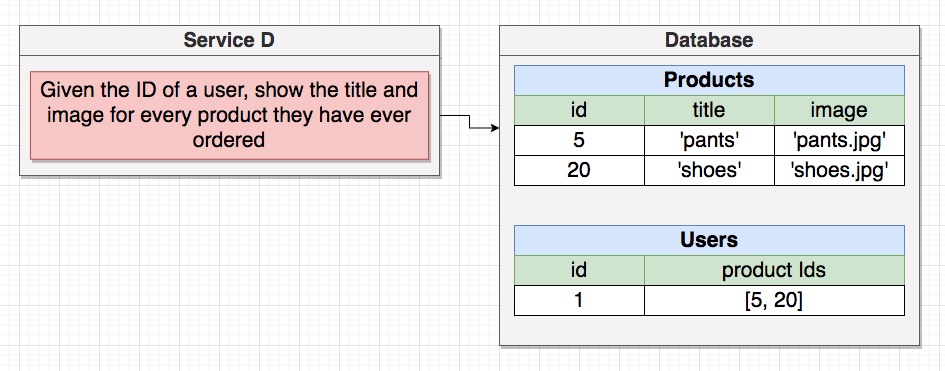 Service D
Given the ID of a user, show the title and
image for every product they have ever
ordered
Database
Products
id title image
5 'pants' 'pants.jpg'
20 'shoes' 'shoes.jpg'
Users
id product Ids
1 [5, 20]